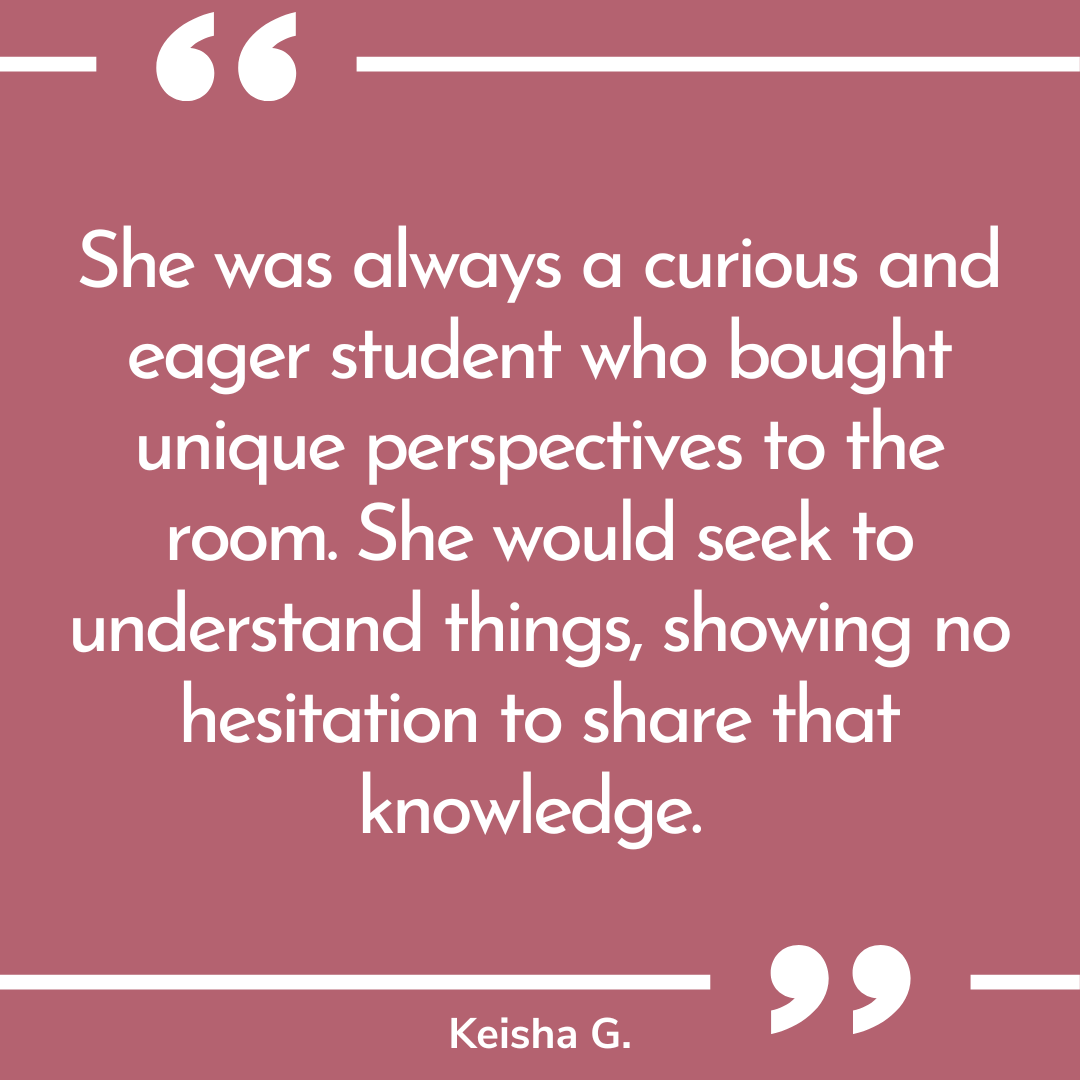 “
She was always a curious and
eager student who bought
unique perspectives to the
room. She would seek to
understand things, showing no
hesitation to share that
knowledge.
”
Keisha G.